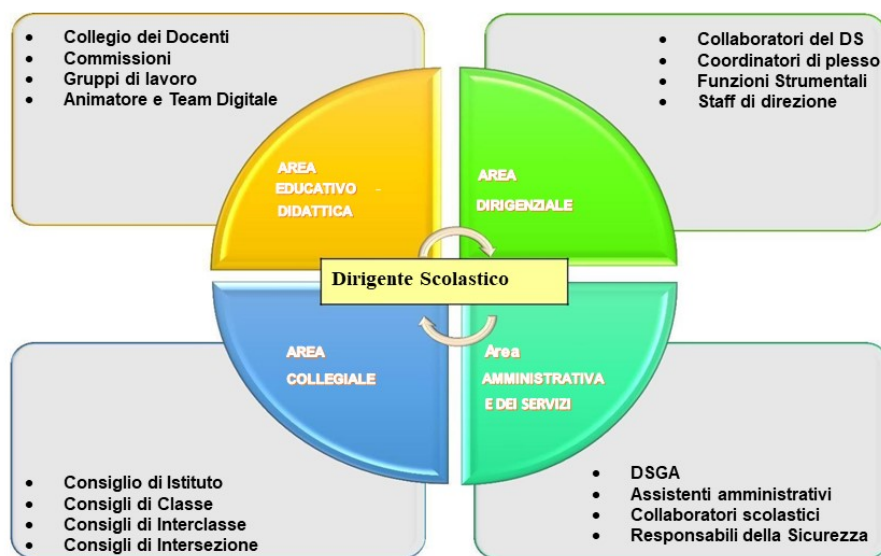 Collegio dei Docenti
Commissioni
Gruppi di lavoro
Animatore e Team Digitale
Collaboratori del DS
Coordinatori di plesso
Funzioni Strumentali
Staff di direzione
AREA
EDUCATIVO -
DIDATTICA
AREA
DIRIGENZIALE
Dirigente Scolastico
AREA
COLLEGIALE
Area
AMMINISTRATIVA
E DEI SERVIZI
Consiglio di Istituto
Consigli di Classe
Consigli di Interclasse
Consigli di Intersezione
DSGA
Assistenti amministrativi
Collaboratori scolastici
Responsabili della Sicurezza